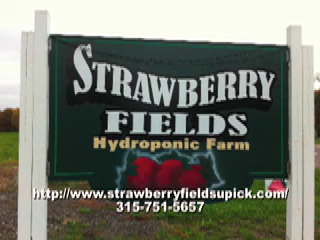 STRAWBERRY
FIELDS
Hydroponic Farm
http://www.strawberryfieldsupick.com/
315-751-5657